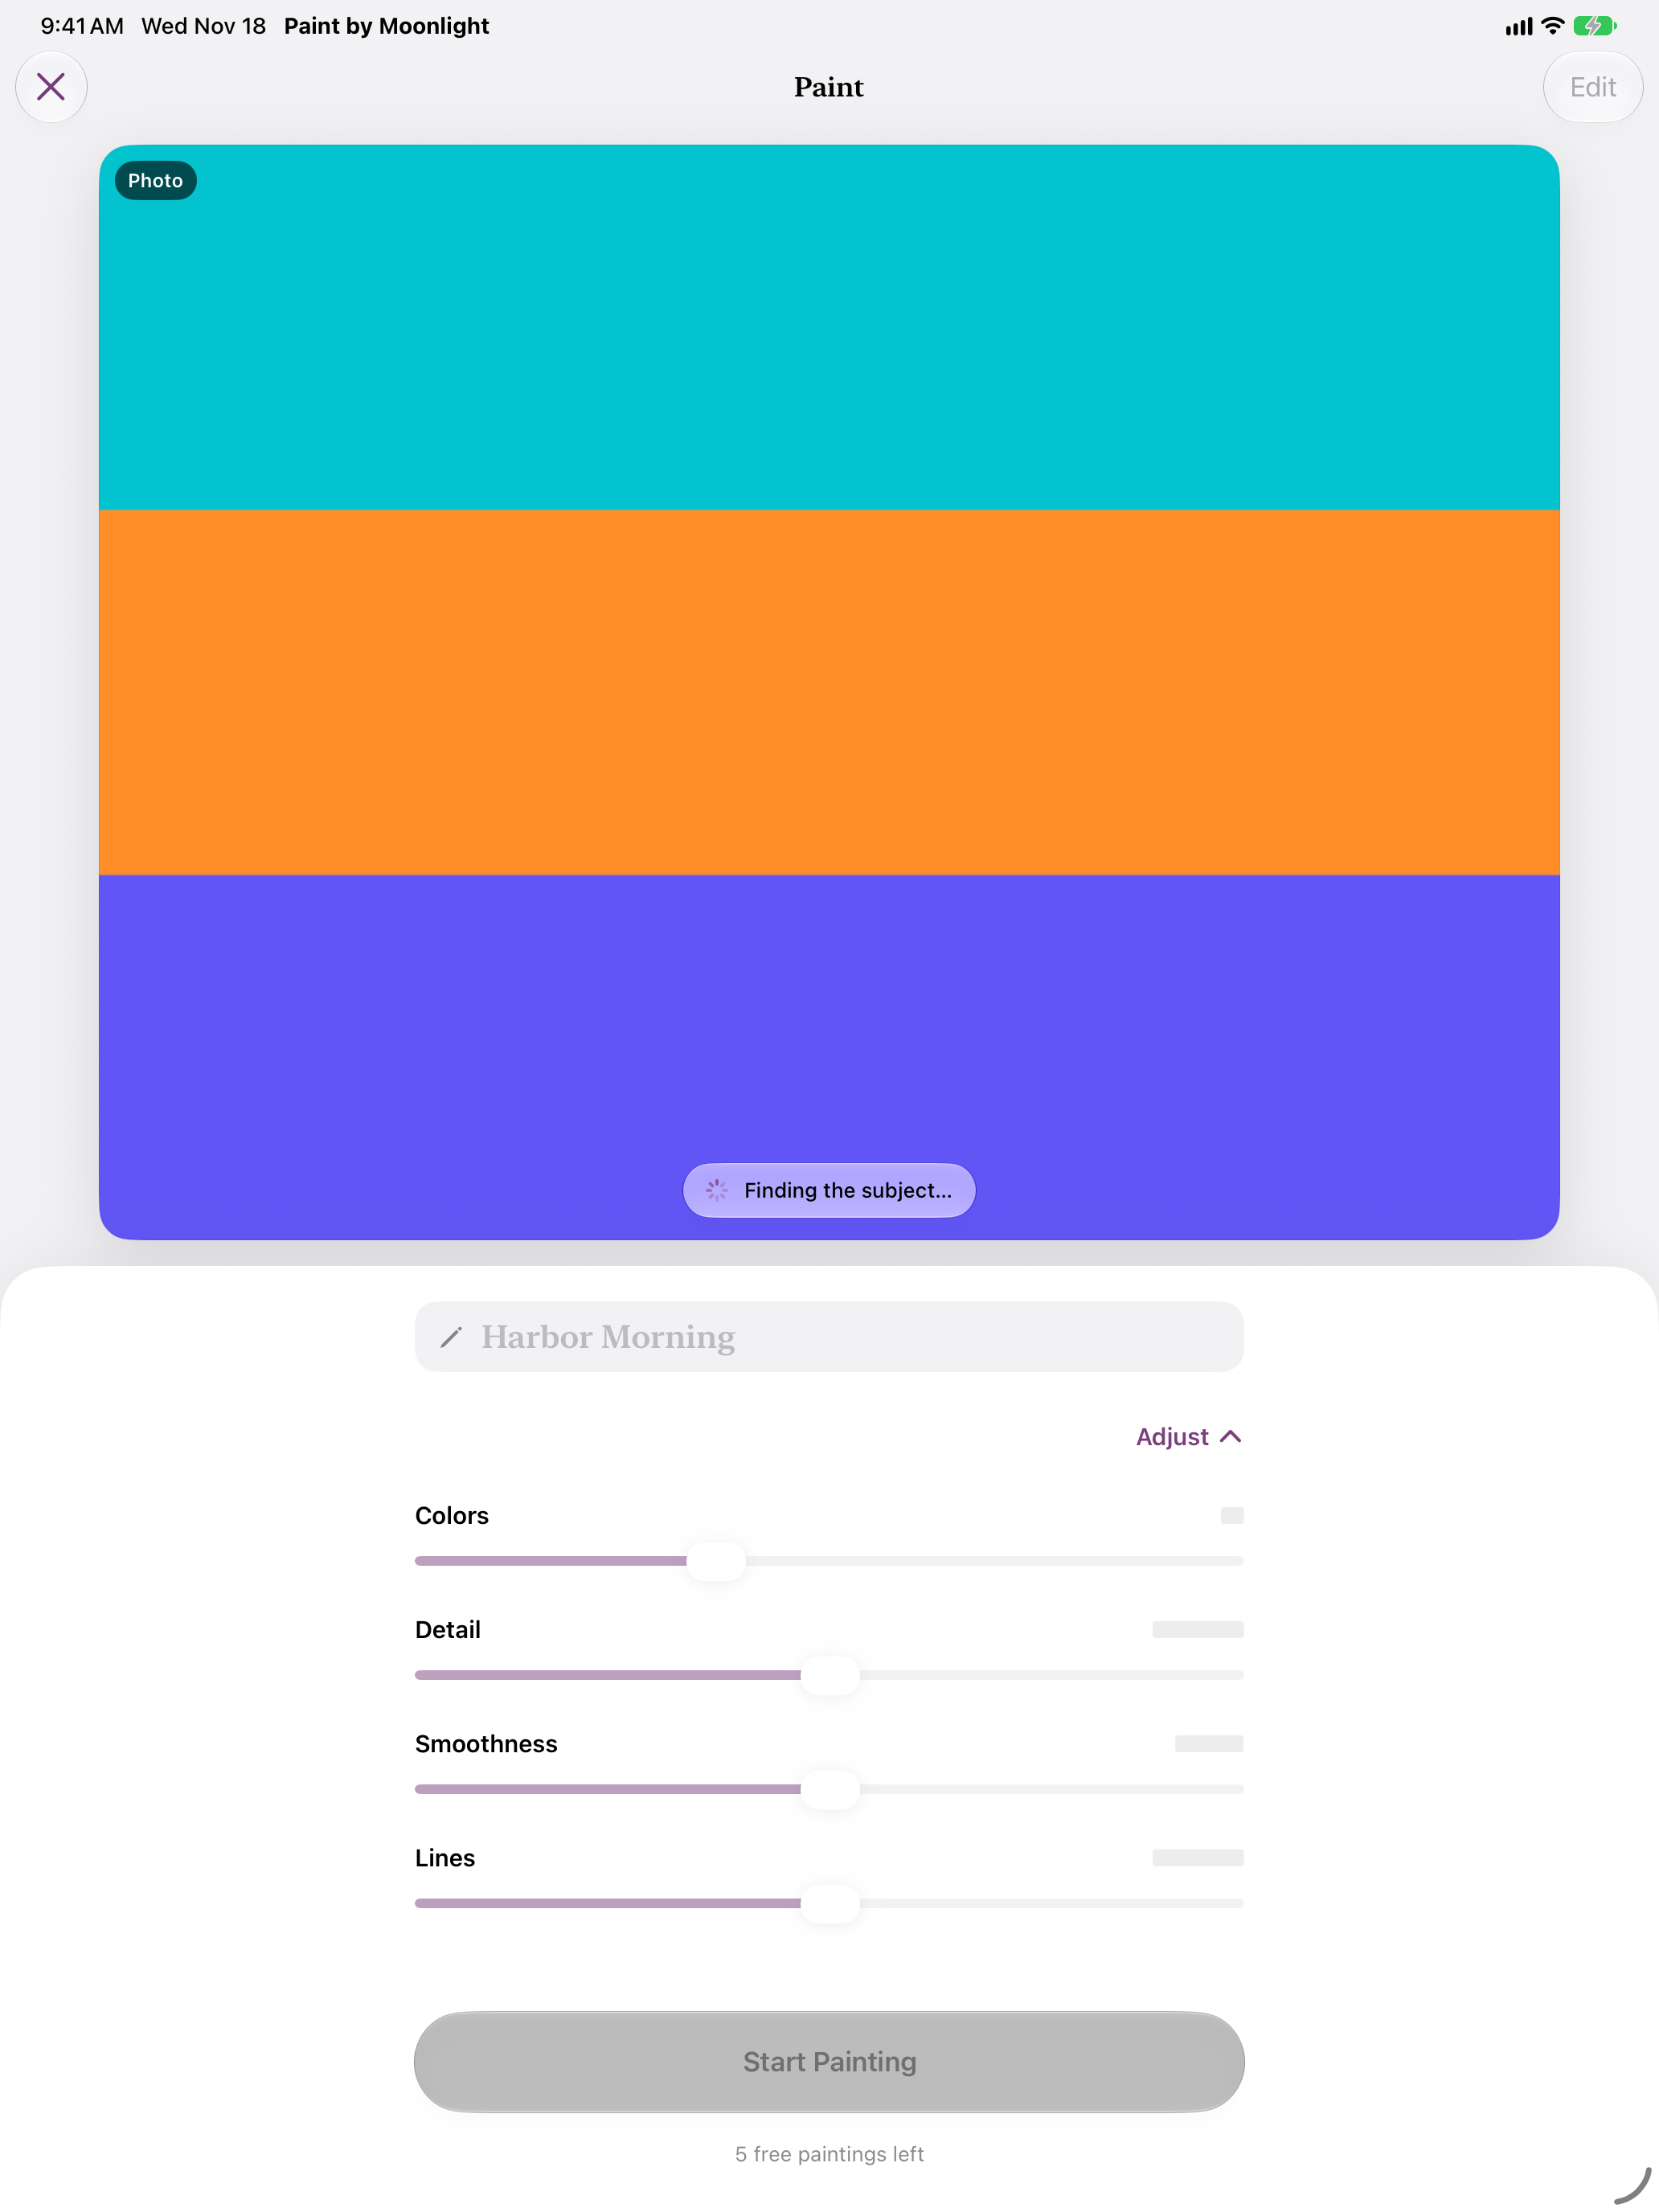 9:41 AM Wed Nov 18 Paint by Moonlight
Paint
Edit
Photo
Finding the subject...
Harbor Morning
Adjust
Colors
Detail
Smoothness
Lines
Start Painting
5 free paintings left